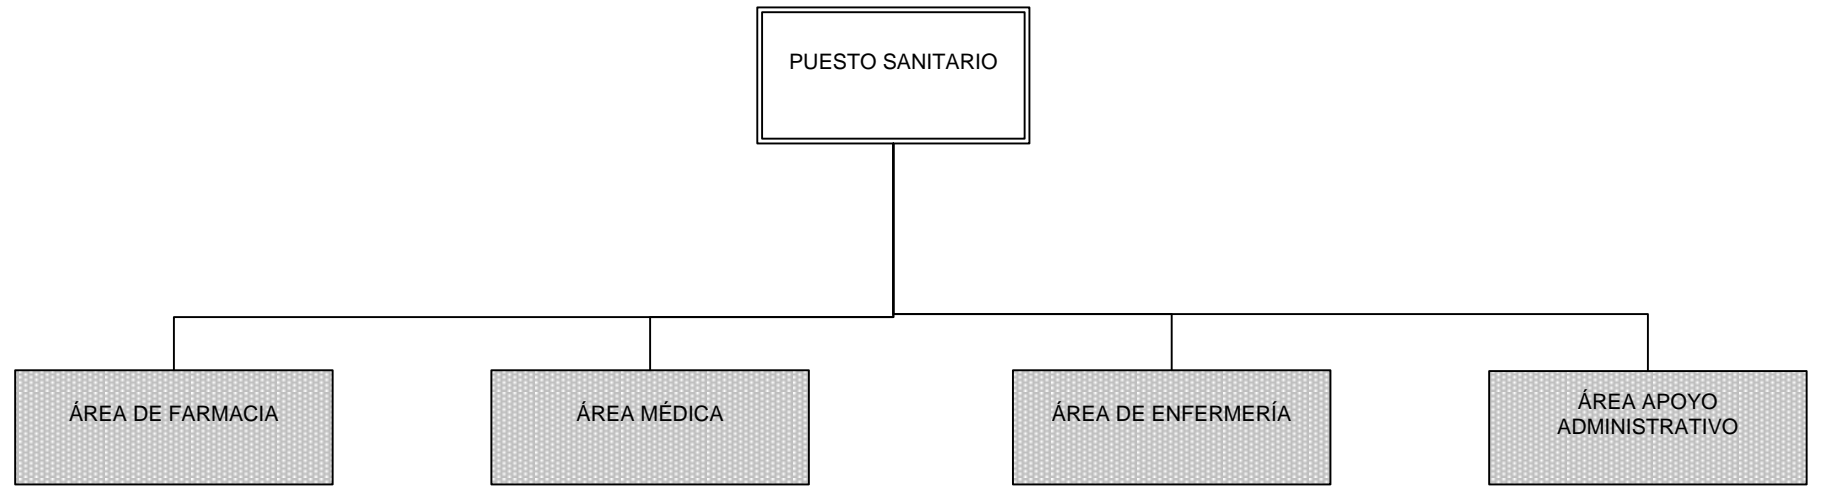 PUESTO SANITARIO
ÁREA DE FARMACIA
ÁREA MÉDICA
ÁREA DE ENFERMERÍA
ÁREA APOYO
ADMINISTRATIVO